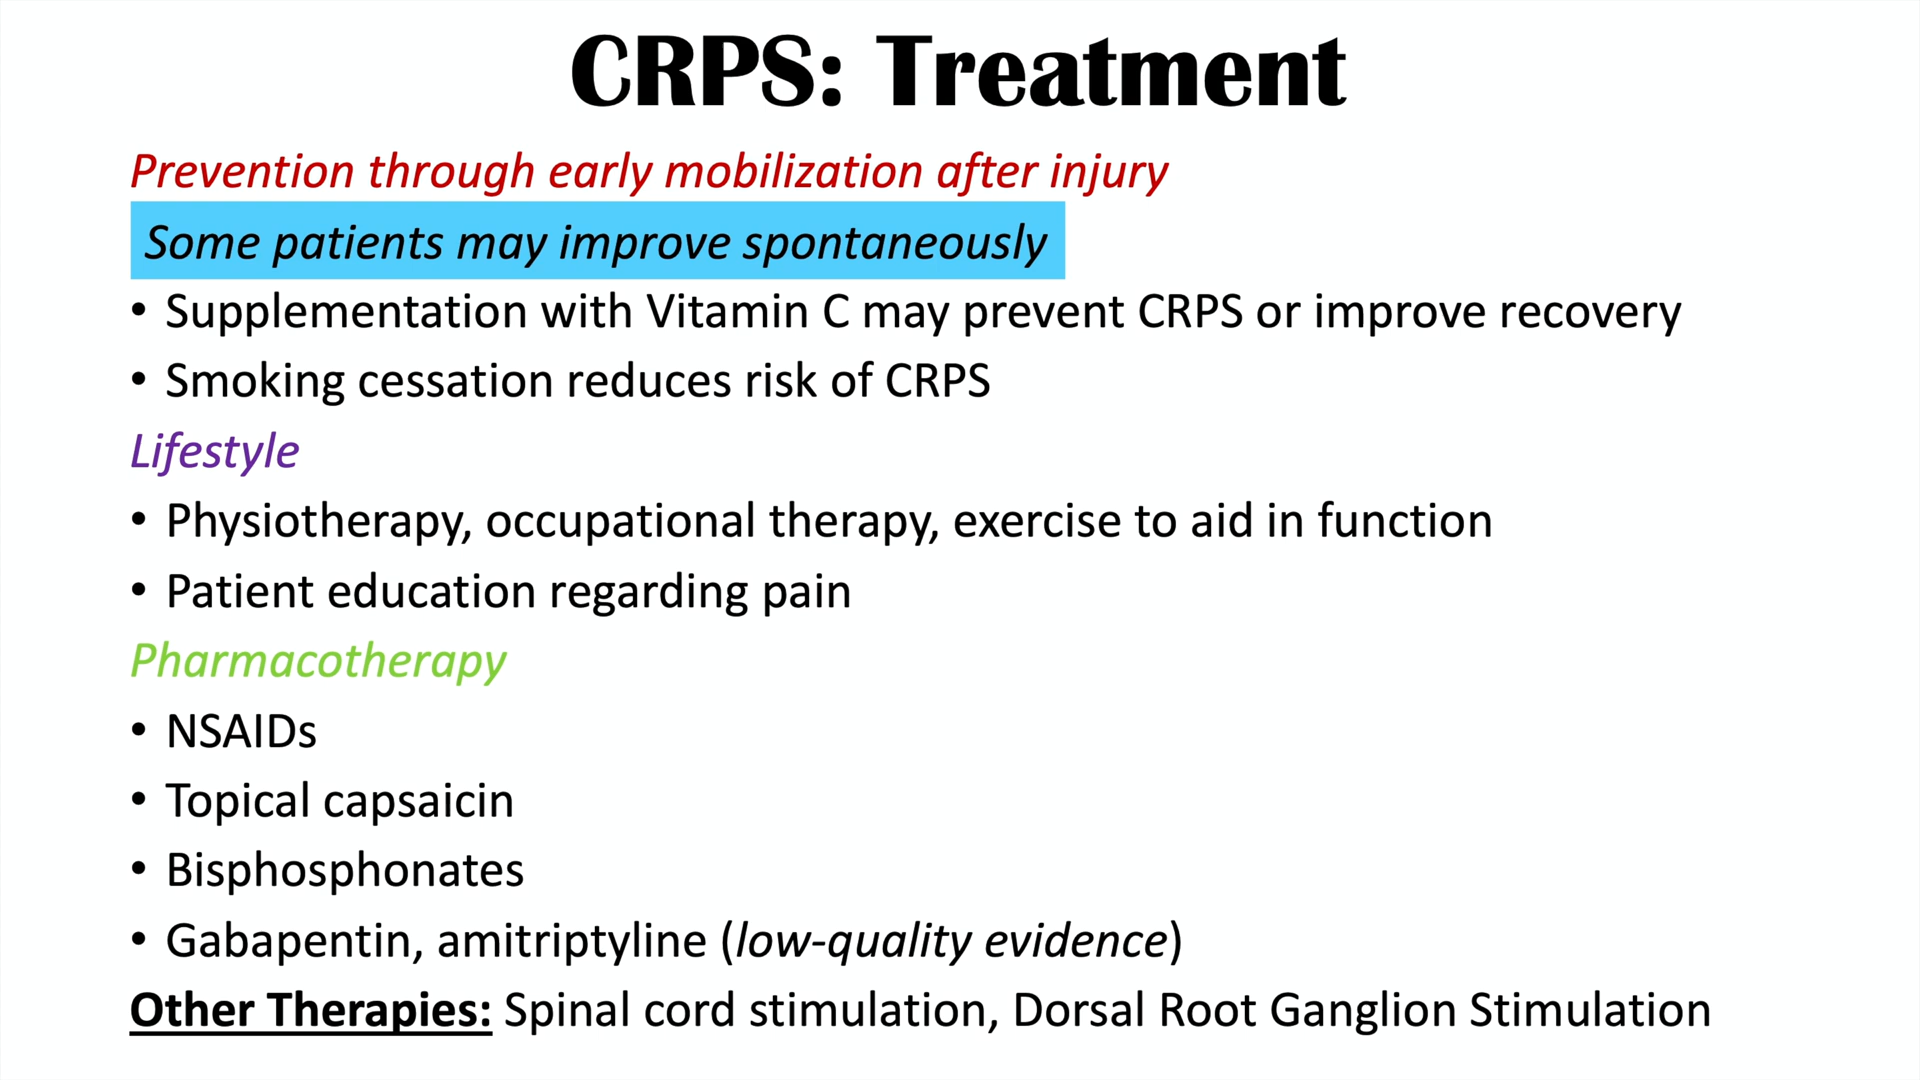 CRPS: Treatment
Prevention through early mobilization after injury
Some patients may improve spontaneously
• Supplementation with Vitamin C may prevent CRPS or improve recovery
• Smoking cessation reduces risk of CRPS
Lifestyle
• Physiotherapy, occupational therapy, exercise to aid in function
• Patient education regarding pain
Pharmacotherapy
• NSAIDs
• Topical capsaicin
• Bisphosphonates
• Gabapentin, amitriptyline (low-quality evidence)
Other Therapies: Spinal cord stimulation, Dorsal Root Ganglion Stimulation